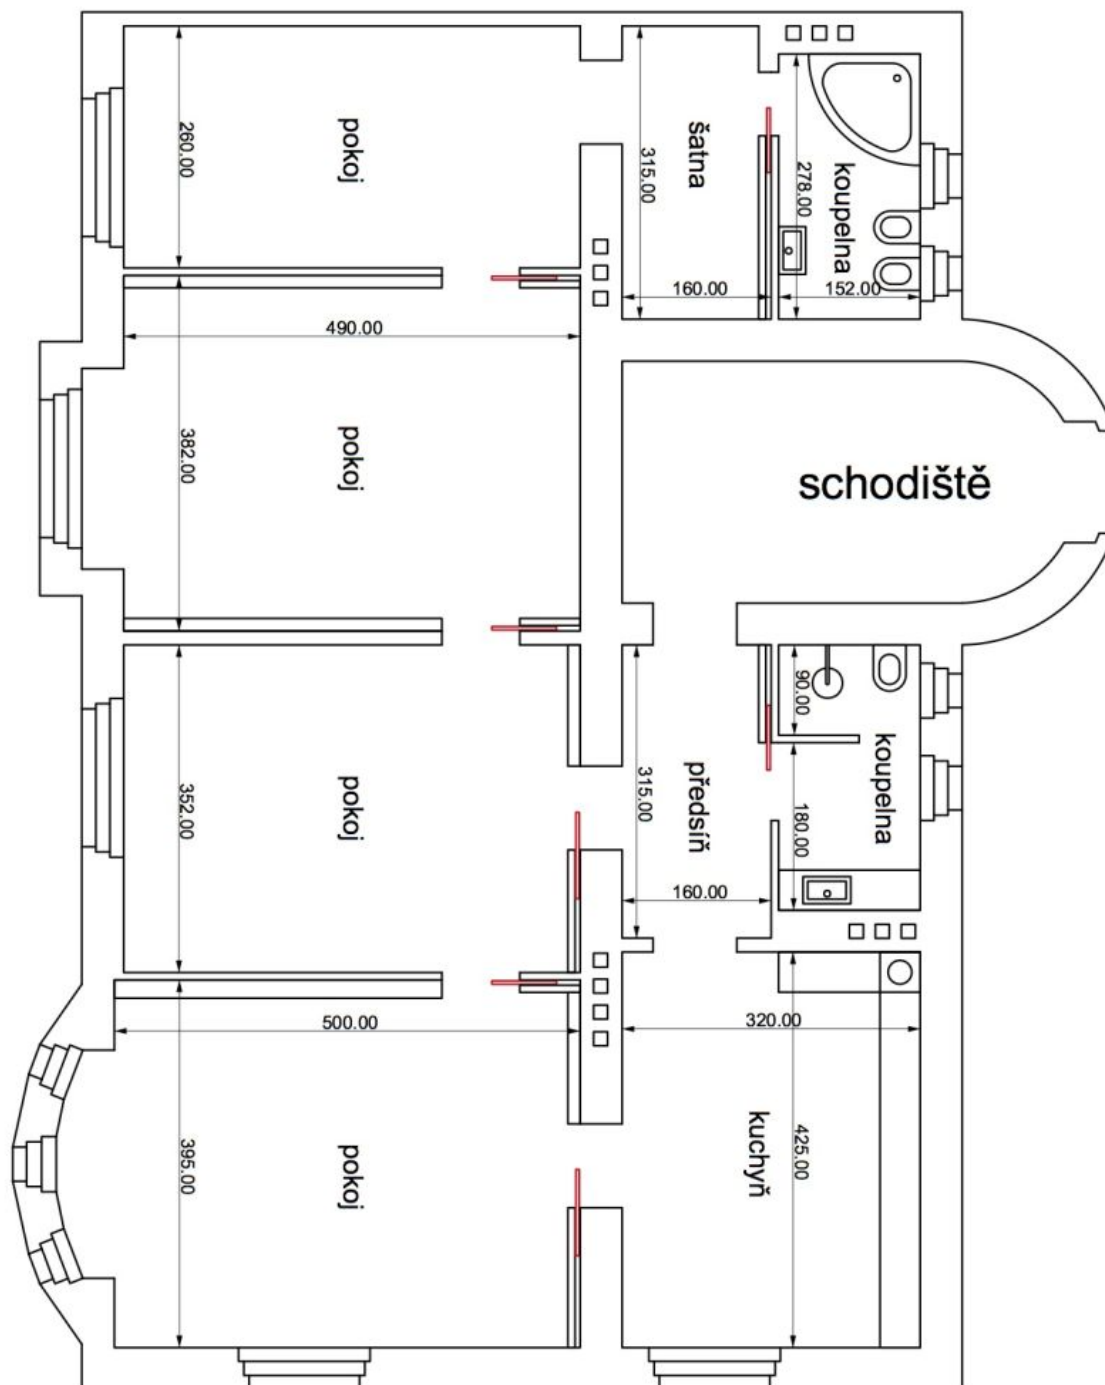 pokoj
260.00
šatna
315.00
160.00
koupelna
278.00
152.00
490.00
pokoj
382.00
schodiště
pokoj
352.00
předsíň
315.00
160.00
koupelna
90.00
180.00
500.00
pokoj
395.00
kuchyň
320.00
425.00